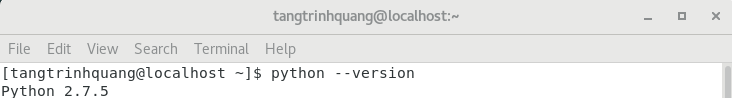 tangtrinhquang@localhost:~
File Edit View Search Terminal Help
[tangtrinhquang@localhost ~]$ python --version
Python 2.7.5